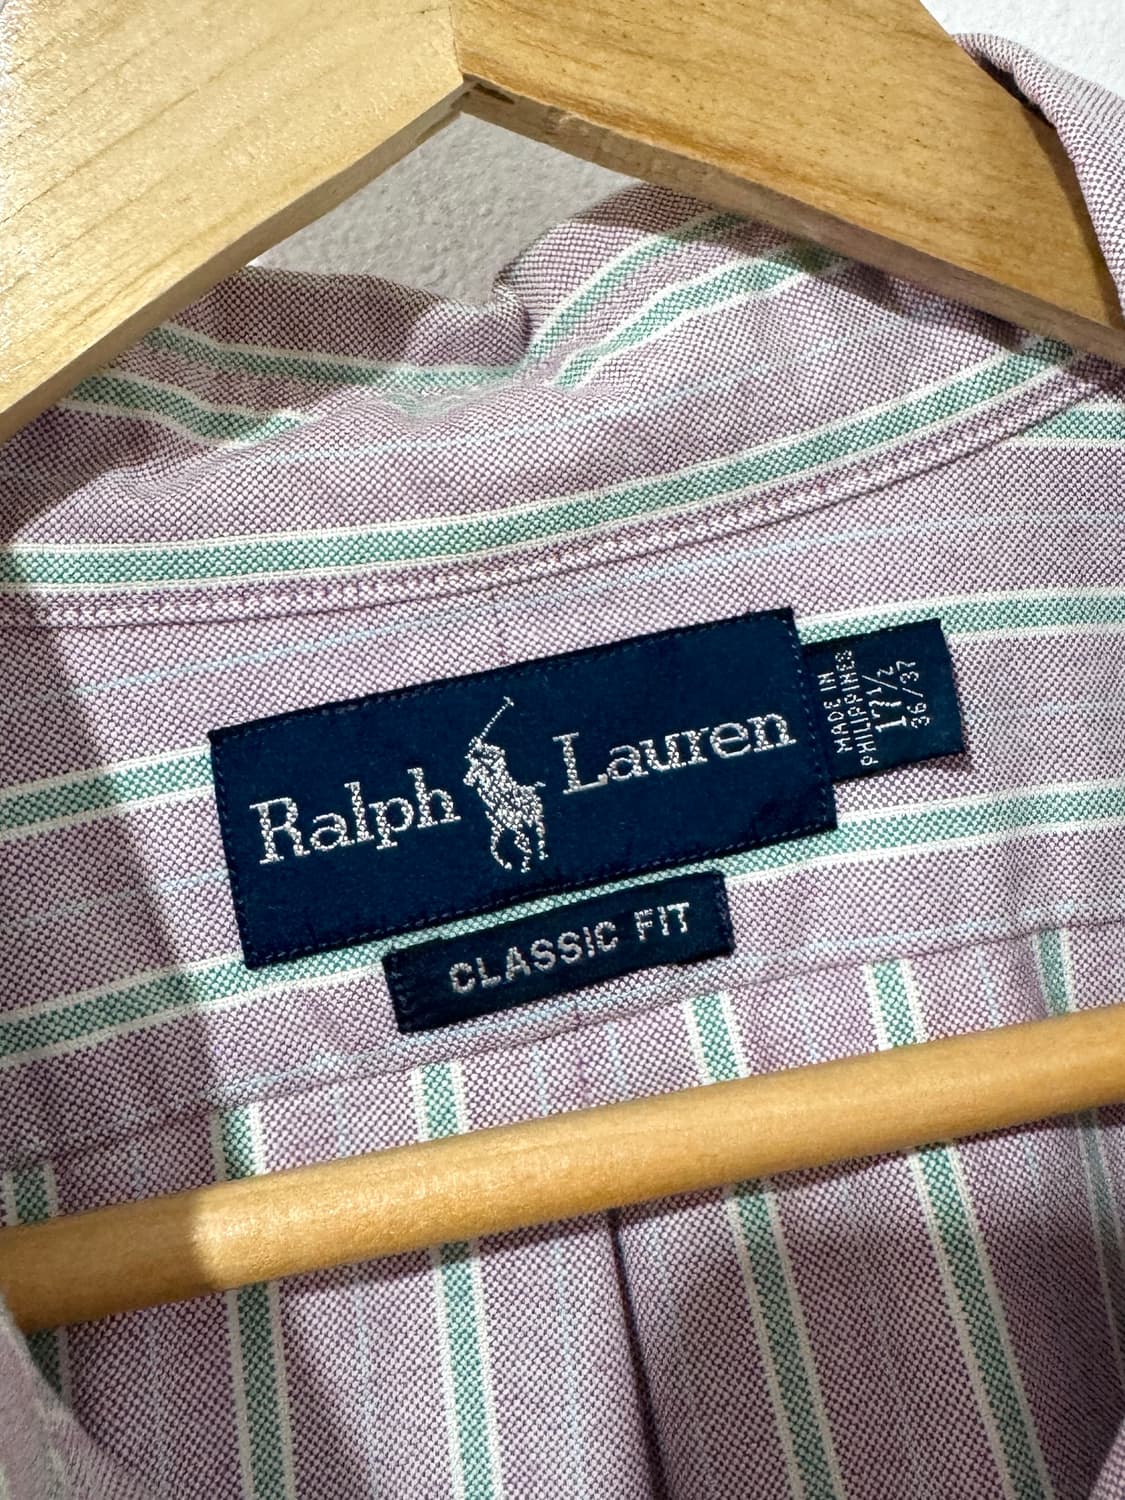 Ralph Lauren
CLASSIC FIT
MADE IN
PHILIPPINES
17 1/2
36/37